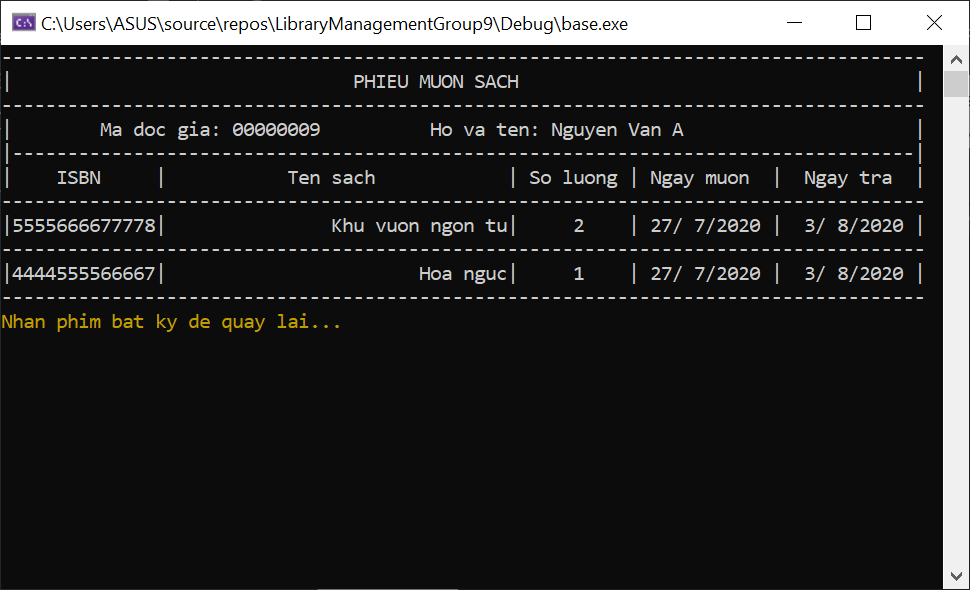 C:\Users\ASUS\source\repos\LibraryManagementGroup9\Debug\base.exe
PHIEU MUON SACH
Ma doc gia: 00000009 Ho va ten: Nguyen Van A
ISBN | Ten sach | So luong | Ngay muon | Ngay tra
5555666677778| Khu vuon ngon tu| 2 | 27/ 7/2020 | 3/ 8/2020
4444555566667| Hoa nguc| 1 | 27/ 7/2020 | 3/ 8/2020
Nhan phim bat ky de quay lai...